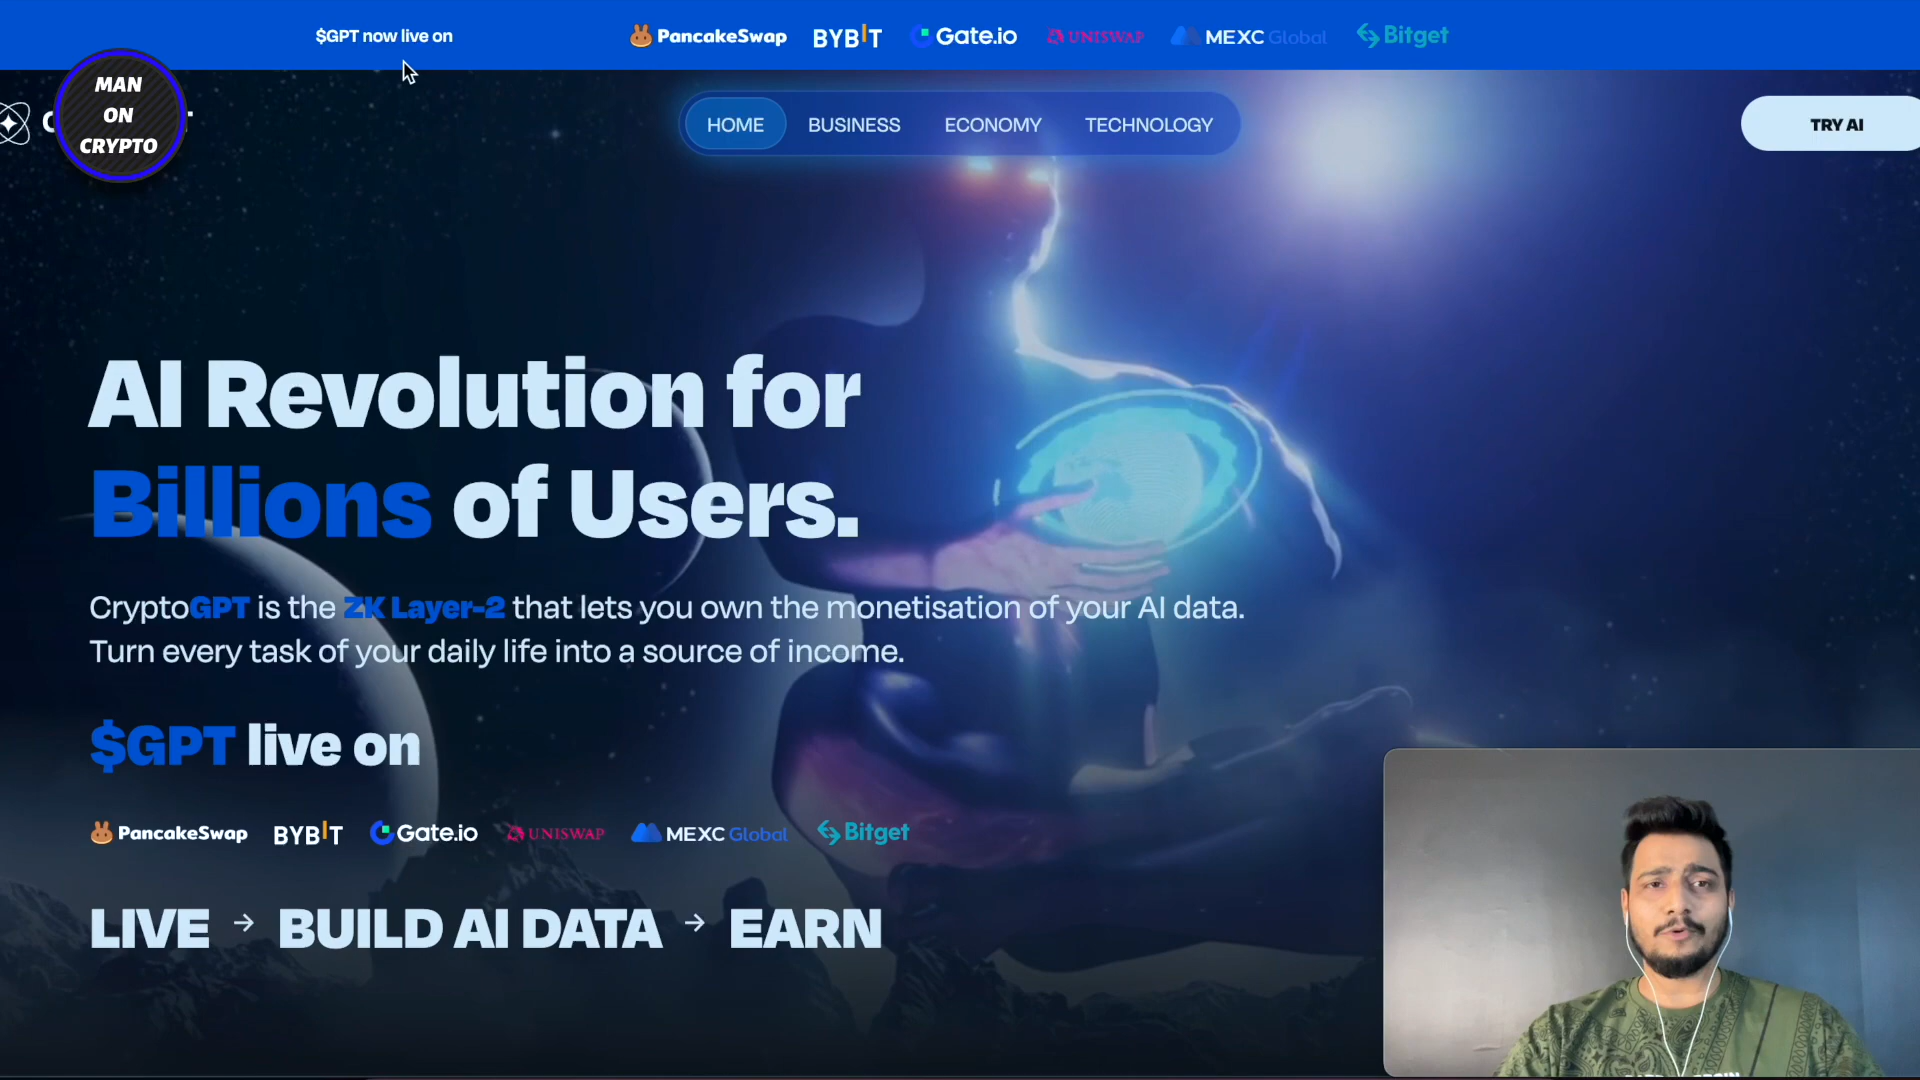 $GPT now live on
PancakeSwap BYBIT Gate.io UNISWAP MEXC Global Bitget
MAN
ON
CRYPTO
HOME BUSINESS ECONOMY TECHNOLOGY
TRY AI
AI Revolution for
Billions of Users.
CryptoGPT is the ZK Layer-2 that lets you own the monetisation of your AI data.
Turn every task of your daily life into a source of income.
$GPT live on
PancakeSwap BYBIT Gate.io UNISWAP MEXC Global Bitget
LIVE → BUILD AI DATA → EARN